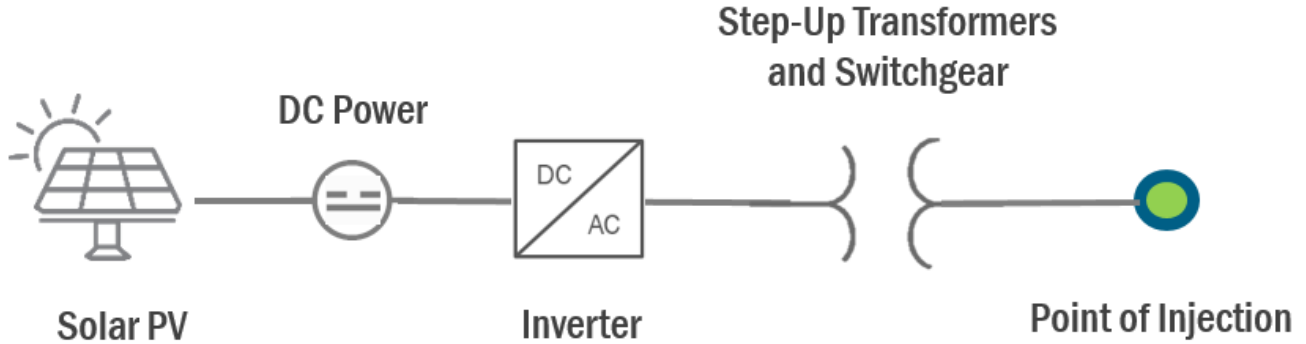 Step-Up Transformers
and Switchgear
DC Power
DC
AC
Solar PV
Inverter
Point of Injection